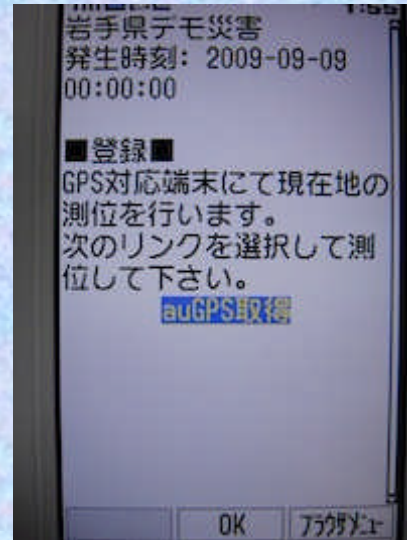 1:55
岩手県デモ災害
発生時刻: 2009-09-09
00:00:00
■登録■
GPS対応端末にて現在地の
測位を行います。
次のリンクを選択して測
位して下さい。
auGPS取得
OK ブラウザメニュー